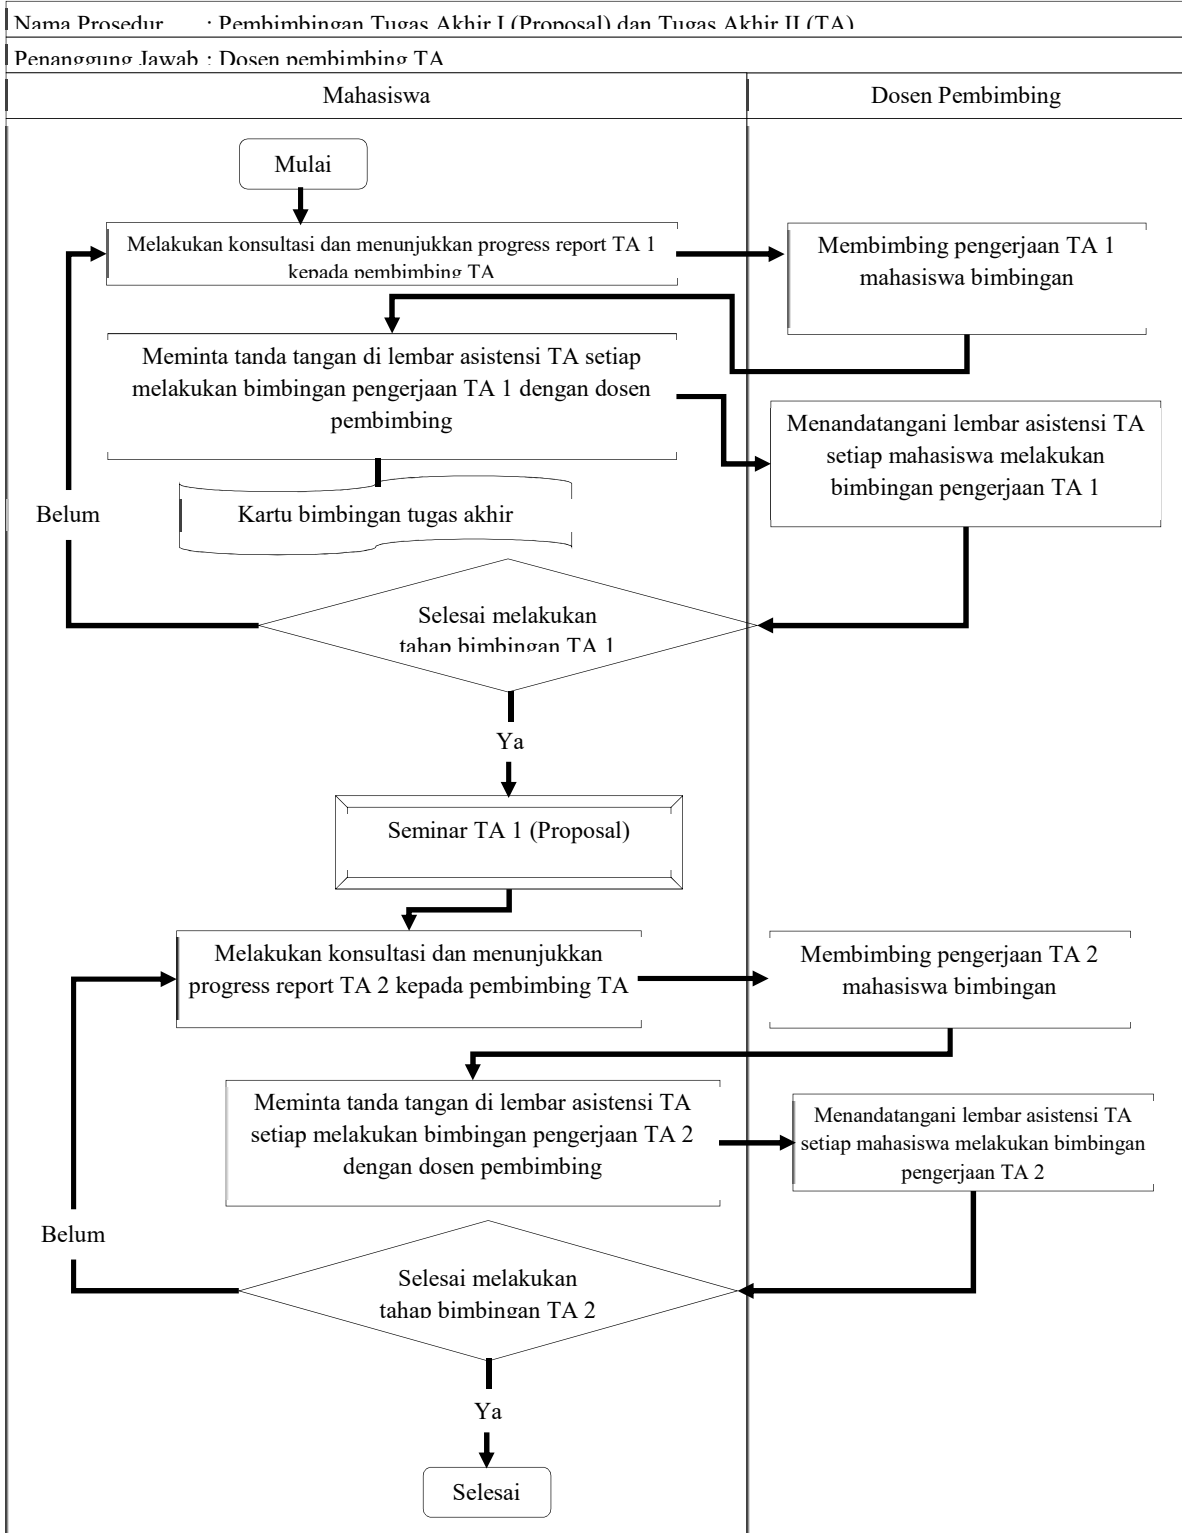 Nama Prosedur : Pembimbingan Tugas Akhir I (Proposal) dan Tugas Akhir II (TA)
Penanggung Jawab : Dosen pembimbing TA
Mahasiswa
Dosen Pembimbing
Mulai
Melakukan konsultasi dan menunjukkan progress report TA 1
kepada pembimbing TA
Membimbing pengerjaan TA 1
mahasiswa bimbingan
Meminta tanda tangan di lembar asistensi TA setiap
melakukan bimbingan pengerjaan TA 1 dengan dosen
pembimbing
Menandatangani lembar asistensi TA
setiap mahasiswa melakukan
bimbingan pengerjaan TA 1
Belum
Kartu bimbingan tugas akhir
Selesai melakukan
tahap bimbingan TA 1
Ya
Seminar TA 1 (Proposal)
Melakukan konsultasi dan menunjukkan
progress report TA 2 kepada pembimbing TA
Membimbing pengerjaan TA 2
mahasiswa bimbingan
Meminta tanda tangan di lembar asistensi TA
setiap melakukan bimbingan pengerjaan TA 2
dengan dosen pembimbing
Menandatangani lembar asistensi TA
setiap mahasiswa melakukan bimbingan
pengerjaan TA 2
Belum
Selesai melakukan
tahap bimbingan TA 2
Ya
Selesai